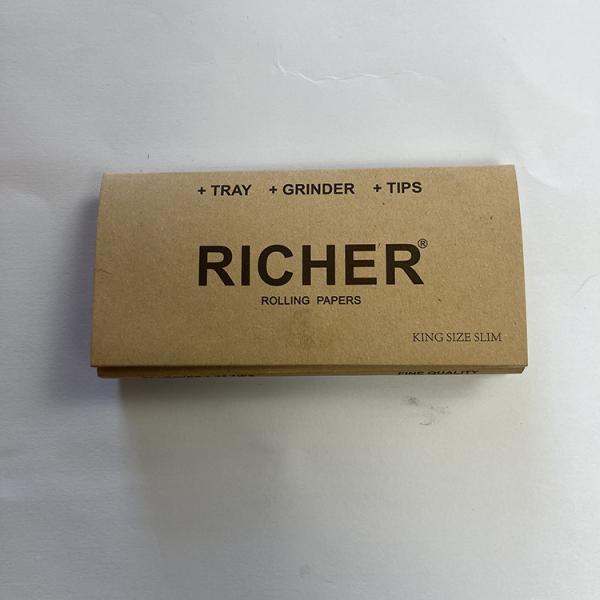 + TRAY + GRINDER + TIPS
RICHER®
ROLLING PAPERS
KING SIZE SLIM
FINE QUALITY